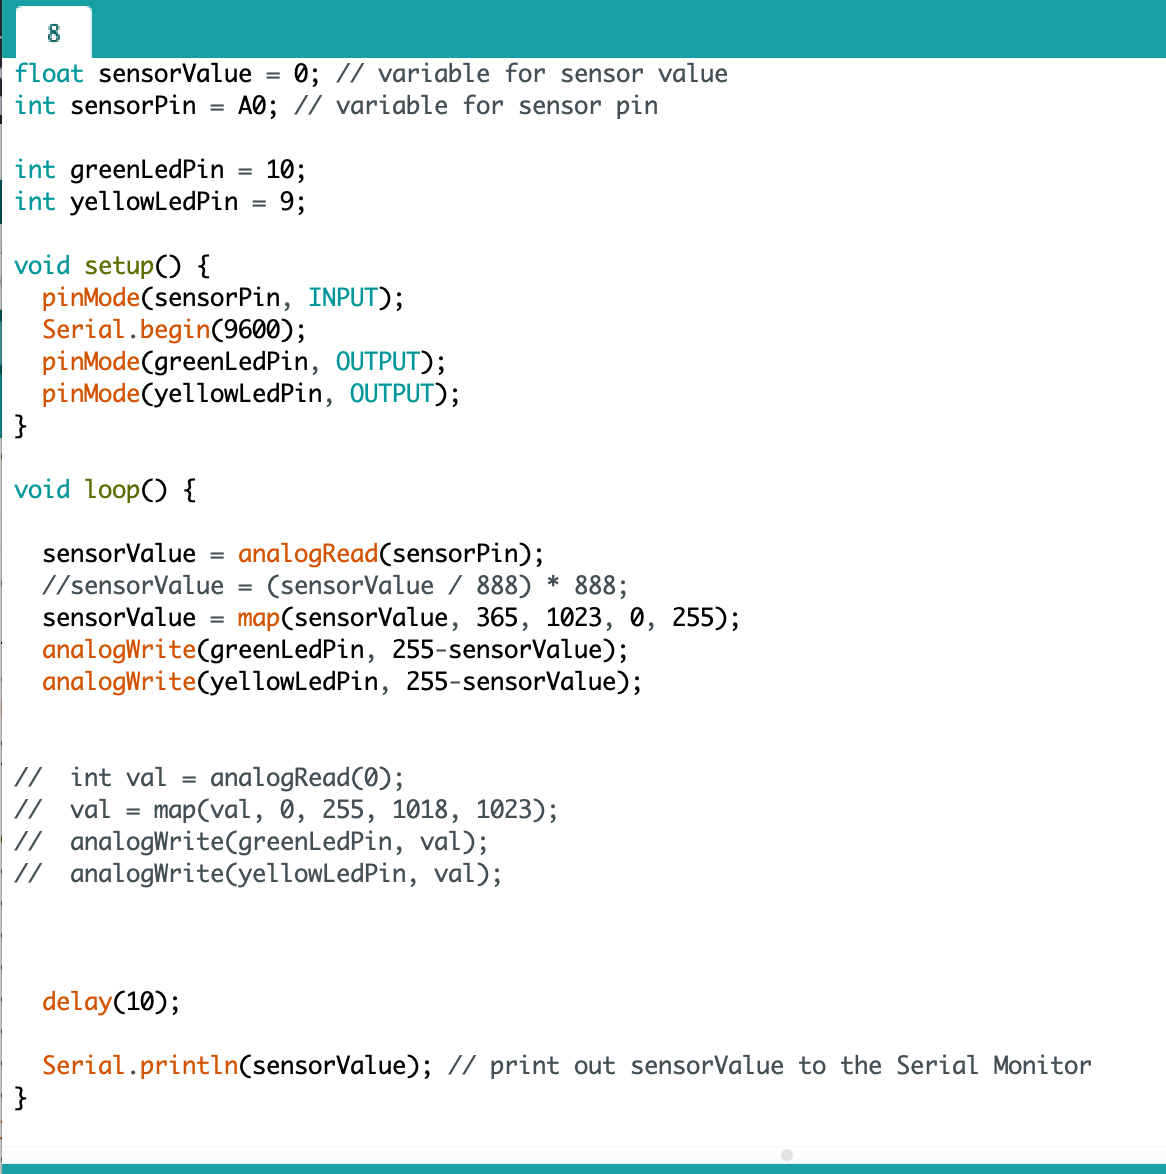 8
float sensorValue = 0; // variable for sensor value
int sensorPin = A0; // variable for sensor pin
int greenLedPin = 10;
int yellowLedPin = 9;
void setup() {
  pinMode(sensorPin, INPUT);
  Serial.begin(9600);
  pinMode(greenLedPin, OUTPUT);
  pinMode(yellowLedPin, OUTPUT);
}
void loop() {
  sensorValue = analogRead(sensorPin);
  //sensorValue = (sensorValue / 888) * 888;
  sensorValue = map(sensorValue, 365, 1023, 0, 255);
  analogWrite(greenLedPin, 255-sensorValue);
  analogWrite(yellowLedPin, 255-sensorValue);
//  int val = analogRead(0);
//  val = map(val, 0, 255, 1018, 1023);
//  analogWrite(greenLedPin, val);
//  analogWrite(yellowLedPin, val);
  delay(10);
  Serial.println(sensorValue); // print out sensorValue to the Serial Monitor
}